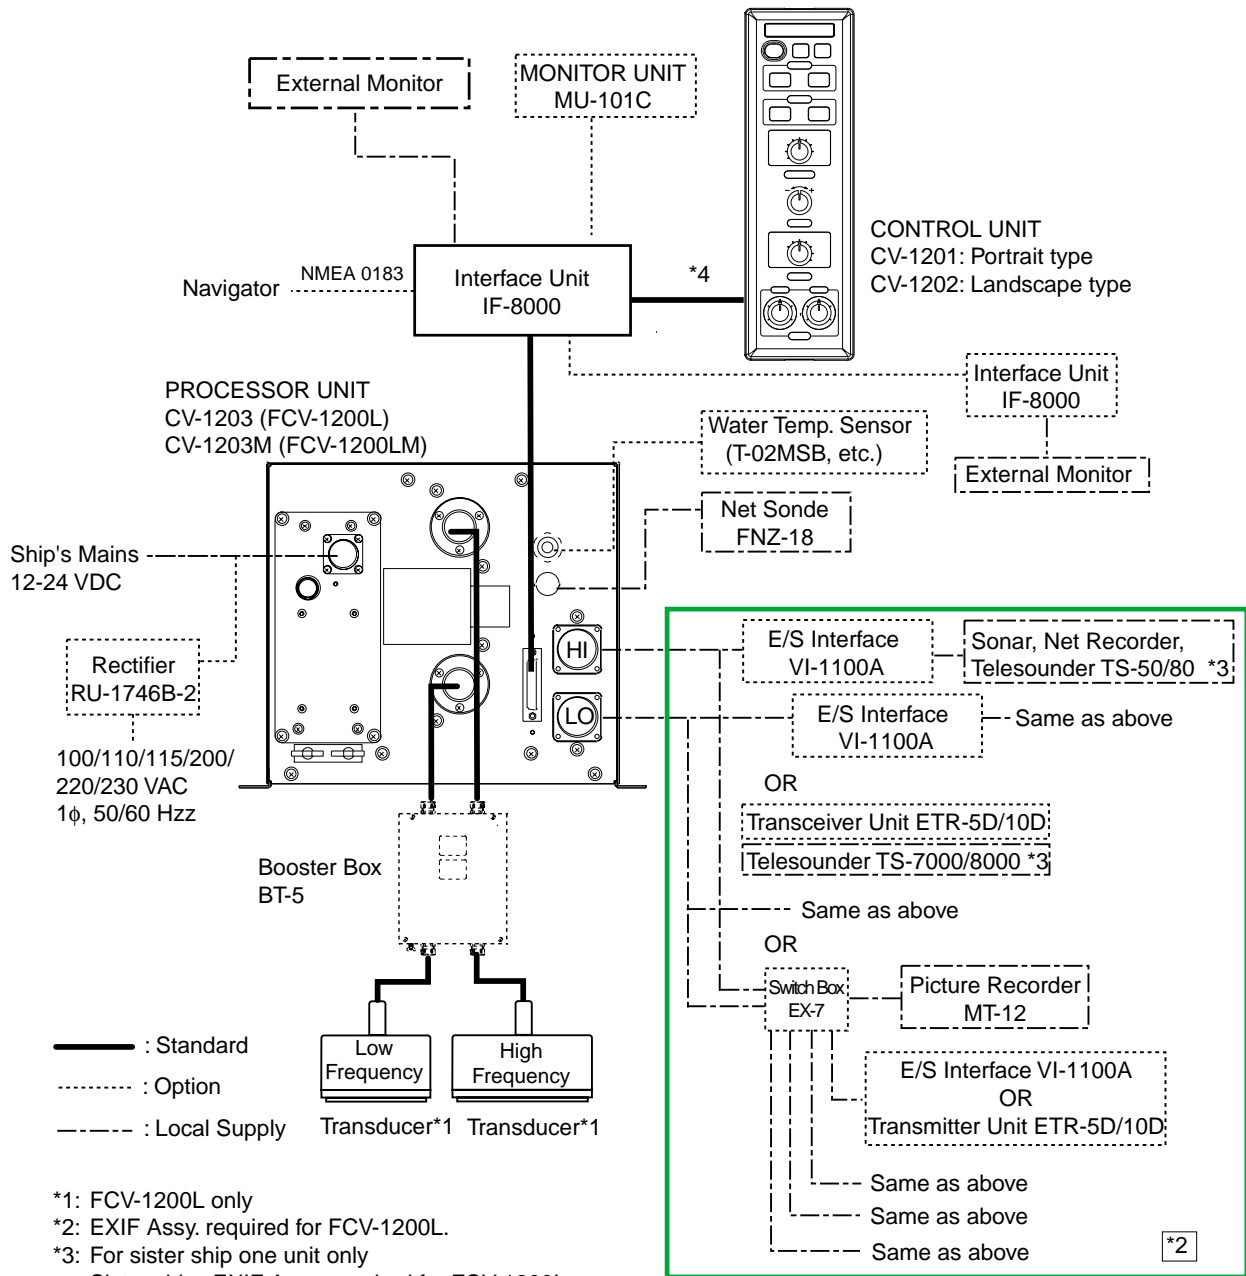 External Monitor
MONITOR UNIT
MU-101C
CONTROL UNIT
CV-1201: Portrait type
CV-1202: Landscape type
Navigator
NMEA 0183
Interface Unit
IF-8000
*4
- +
Interface Unit
IF-8000
External Monitor
PROCESSOR UNIT
CV-1203 (FCV-1200L)
CV-1203M (FCV-1200LM)
Water Temp. Sensor
(T-02MSB, etc.)
Net Sonde
FNZ-18
Ship's Mains
12-24 VDC
Rectifier
RU-1746B-2
100/110/115/200/
220/230 VAC
1ϕ, 50/60 Hzz
HI
LO
E/S Interface
VI-1100A
Sonar, Net Recorder,
Telesounder TS-50/80 *3
E/S Interface
VI-1100A
Same as above
OR
Transceiver Unit ETR-5D/10D
Telesounder TS-7000/8000 *3
Same as above
OR
Switch Box
EX-7
Picture Recorder
MT-12
E/S Interface VI-1100A
OR
Transmitter Unit ETR-5D/10D
Same as above
Same as above
Same as above
*2
Booster Box
BT-5
Low
Frequency
High
Frequency
Transducer*1 Transducer*1
: Standard
: Option
: Local Supply
*1: FCV-1200L only
*2: EXIF Assy. required for FCV-1200L.
*3: For sister ship one unit only